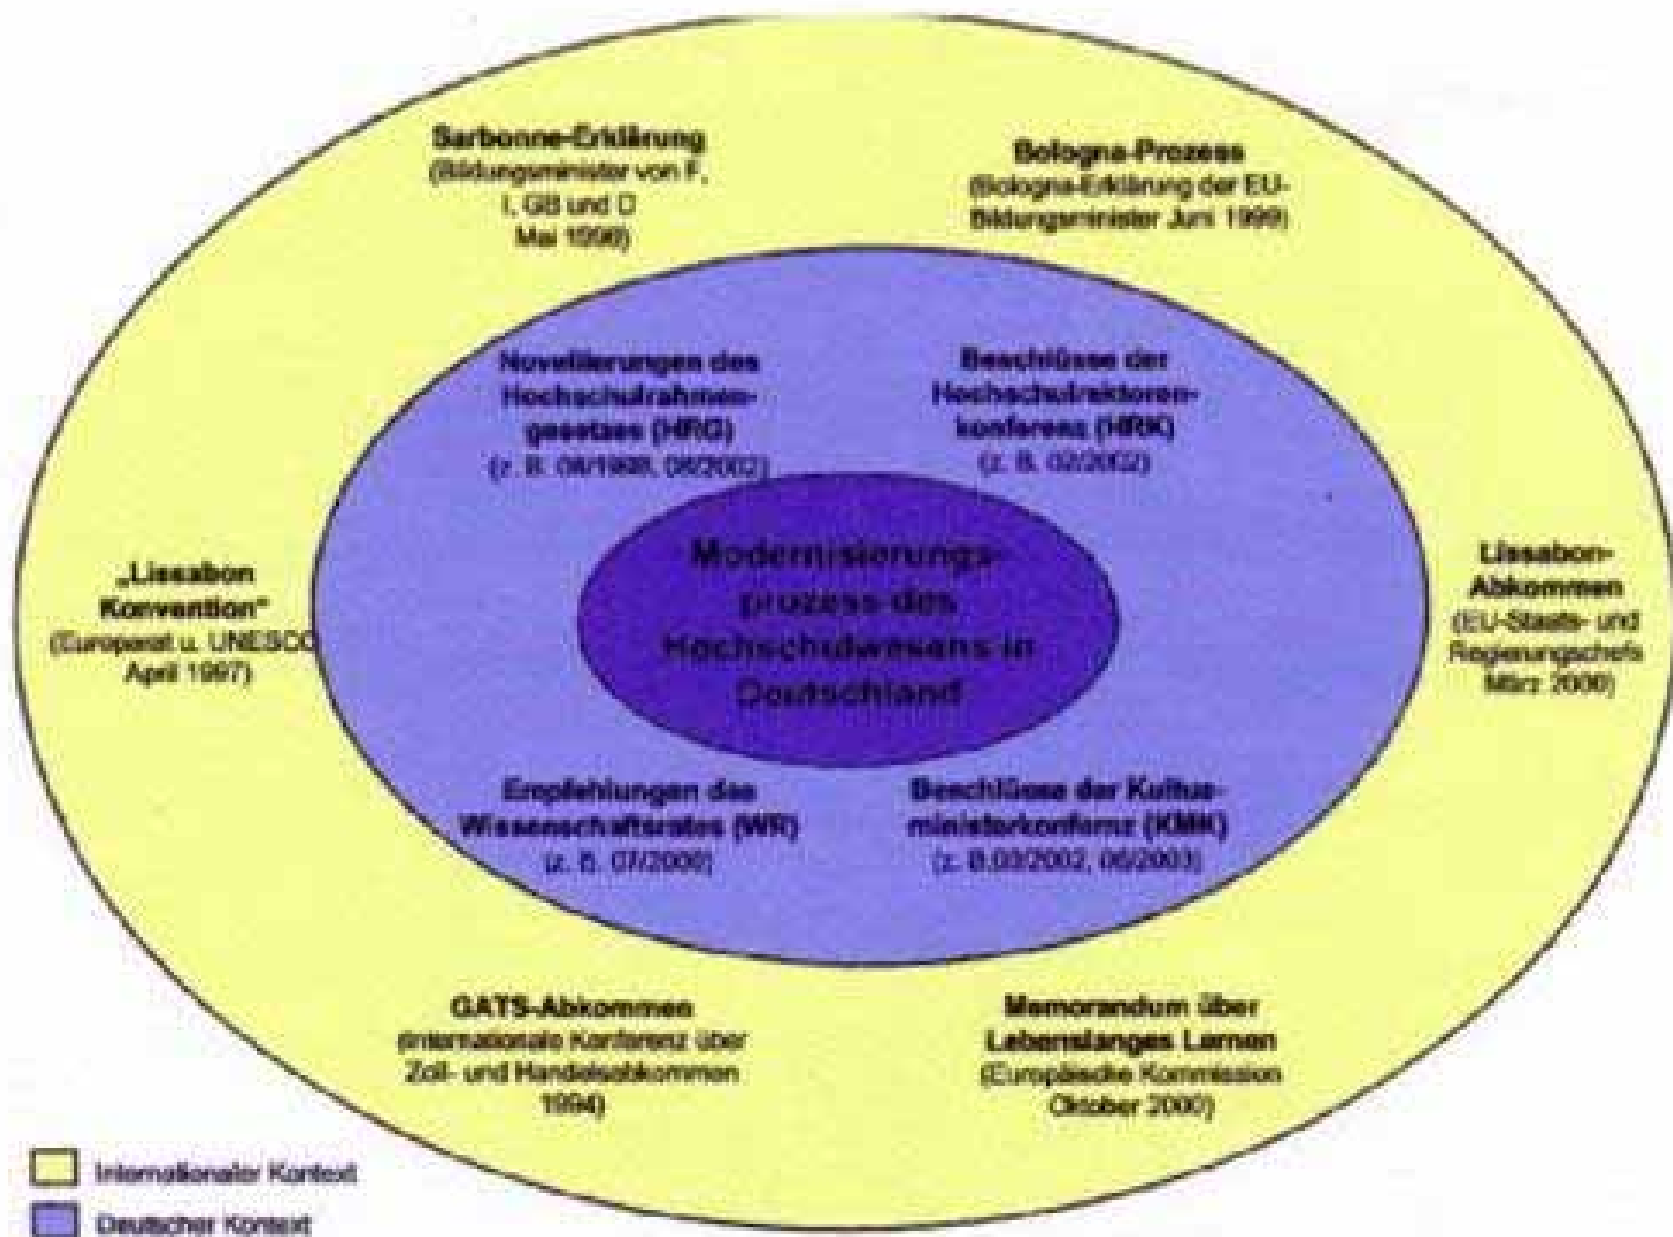 Sarbonne-Erklärung
(Bildungsminister von F,
I, GB und D
Mai 1998)
Bologna-Prozess
(Bologna-Erklärung der EU-
Bildungsminister Juni 1999)
Novellierungen des
Hochschulrahmen-
gesetzes (HRG)
(z. B. 08/1998, 08/2002)
Beschlüsse der
Hochschulrektoren-
konferenz (HRK)
(z. B. 02/2002)
„Lissabon
Konvention“
(Europarat u. UNESCO
April 1997)
Modernisierungs-
prozess des
Hochschulwesens in
Deutschland
Lissabon-
Abkommen
(EU-Staats- und
Regierungschefs
März 2000)
Empfehlungen des
Wissenschaftsrates (WR)
(z. B. 07/2000)
Beschlüsse der Kultus-
ministerkonfernz (KMK)
(z. B.03/2002, 06/2003)
GATS-Abkommen
(Internationale Konferenz über
Zoll- und Handelsabkommen
1994)
Memorandum über
Lebenslanges Lernen
(Europäische Kommission
Oktober 2000)
Internationaler Kontext
Deutscher Kontext